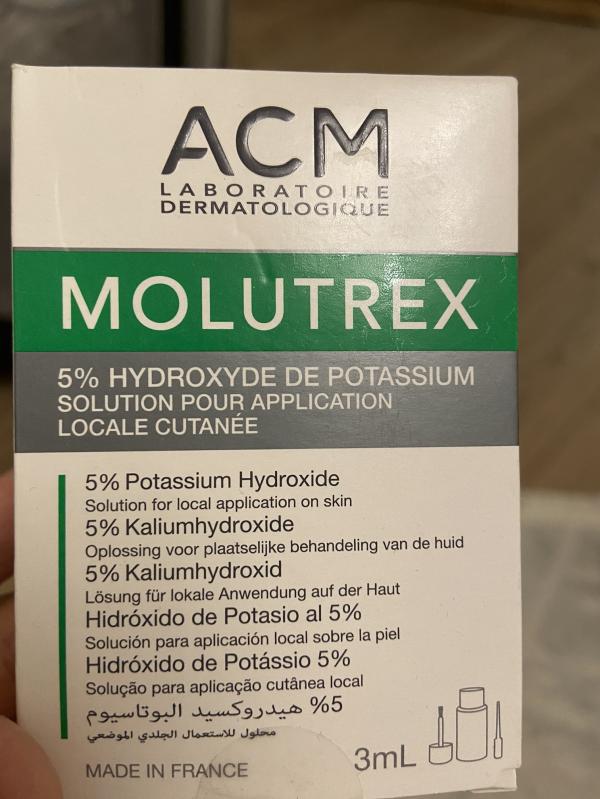 ACM
LABORATOIRE
DERMATOLOGIQUE
MOLUTREX
5% HYDROXYDE DE POTASSIUM
SOLUTION POUR APPLICATION
LOCALE CUTANÉE
5% Potassium Hydroxide
Solution for local application on skin
5% Kaliumhydroxide
Oplossing voor plaatselijke behandeling van de huid
5% Kaliumhydroxid
Lösung für lokale Anwendung auf der Haut
Hidróxido de Potasio al 5%
Solución para aplicación local sobre la piel
Hidróxido de Potássio 5%
Solução para aplicação cutânea local
5% هيدروكسيد البوتاسيوم
محلول للاستعمال الجلدي الموضعي
MADE IN FRANCE
3mL